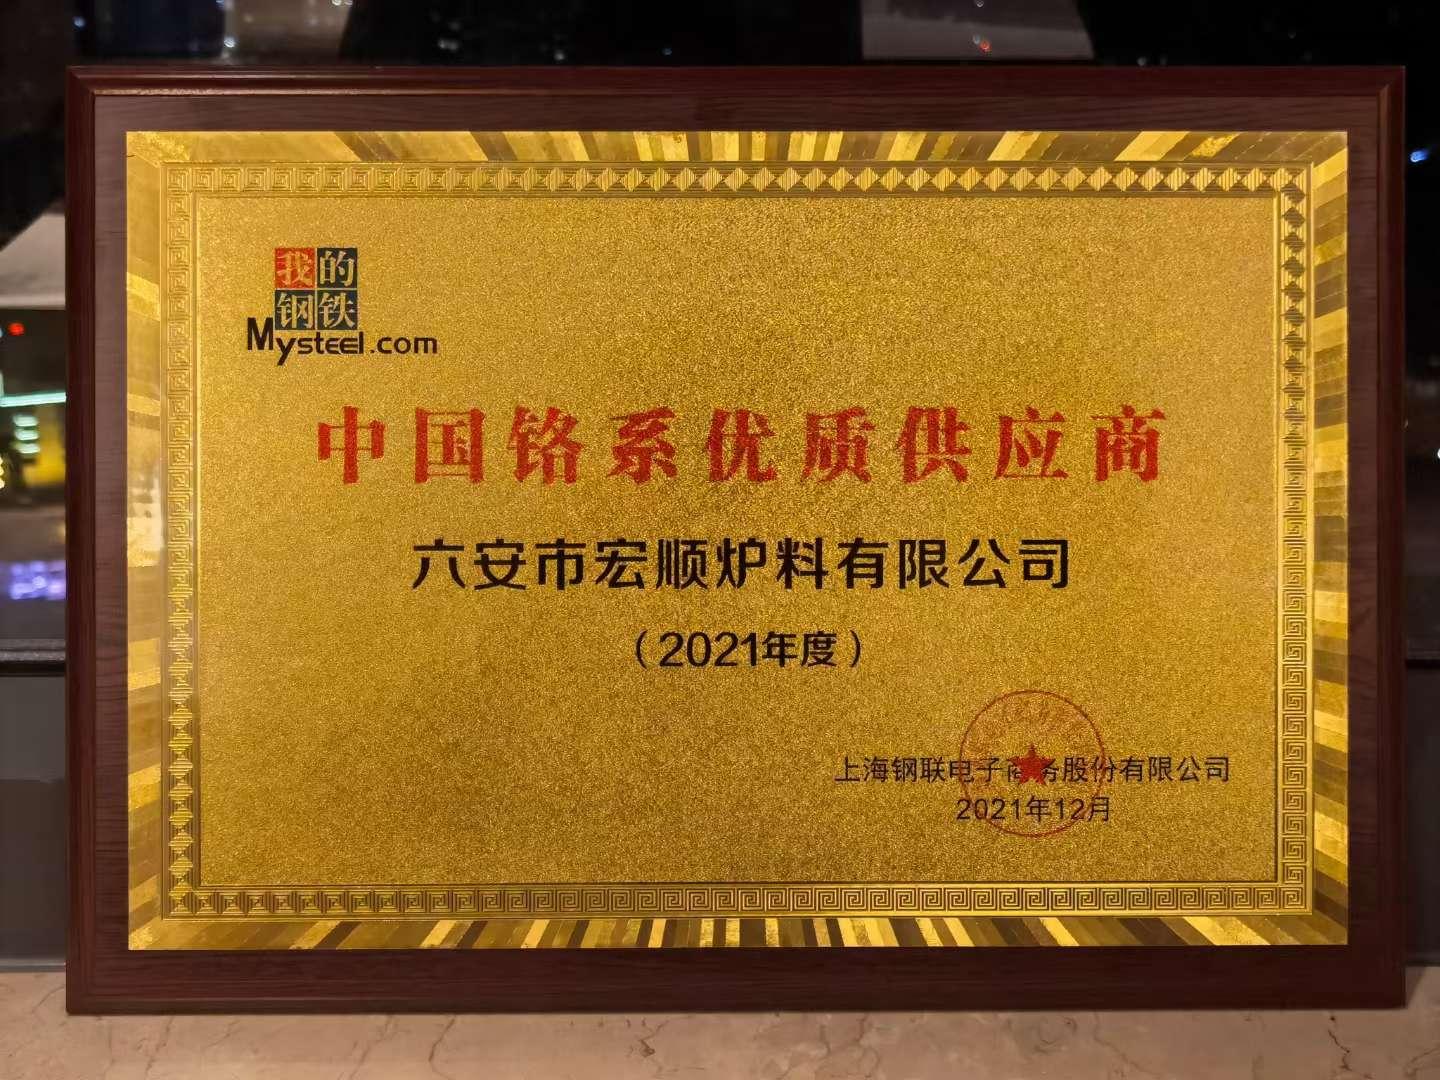 我的
钢铁
Mysteel.com
中国铬系优质供应商
六安市宏顺炉料有限公司
（2021年度）
上海钢联电子商务股份有限公司
2021年12月